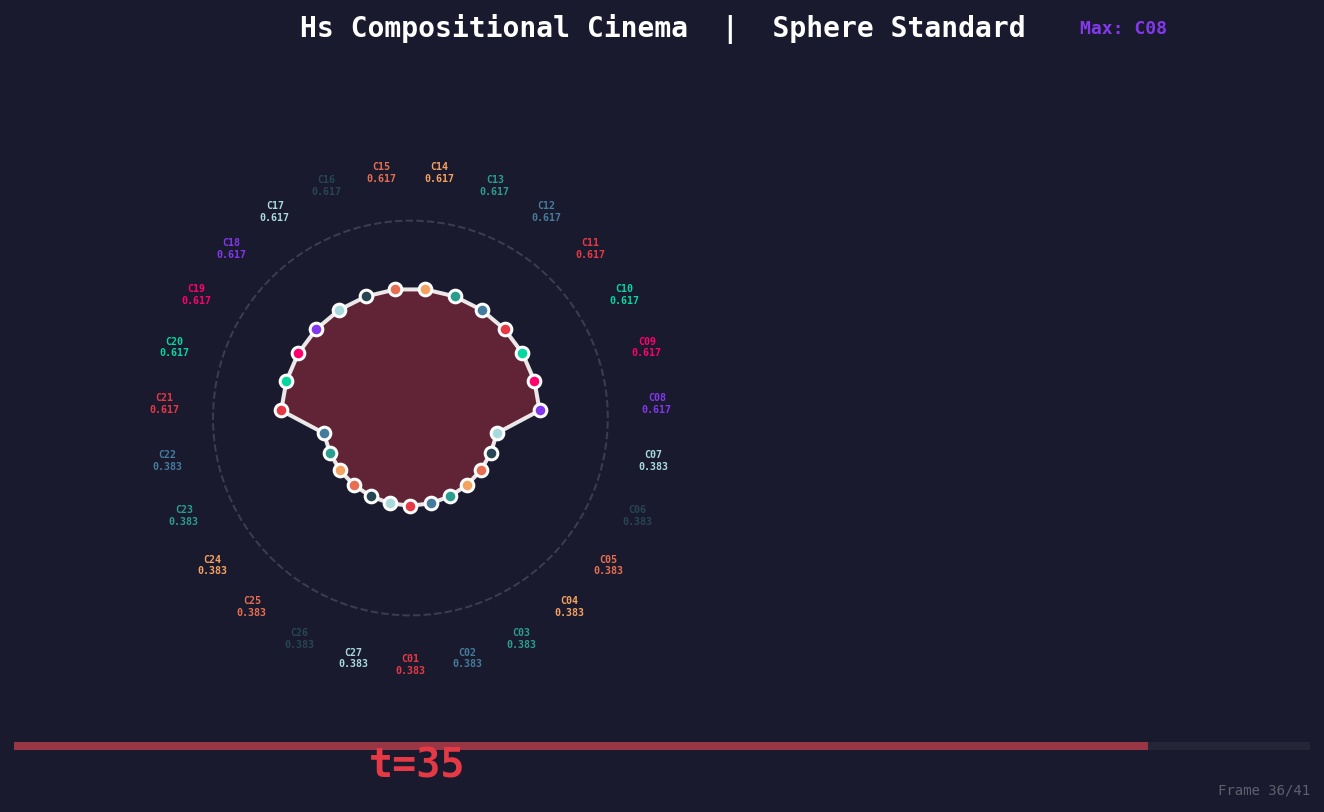 Hs Compositional Cinema | Sphere Standard
Max: C08
C15
0.617
C14
0.617
C16
0.617
C13
0.617
C17
0.617
C12
0.617
C18
0.617
C11
0.617
C19
0.617
C10
0.617
C20
0.617
C09
0.617
C21
0.617
C08
0.617
C22
0.383
C07
0.383
C23
0.383
C06
0.383
C24
0.383
C05
0.383
C25
0.383
C04
0.383
C26
0.383
C03
0.383
C27
0.383
C01
0.383
C02
0.383
t=35
Frame 36/41